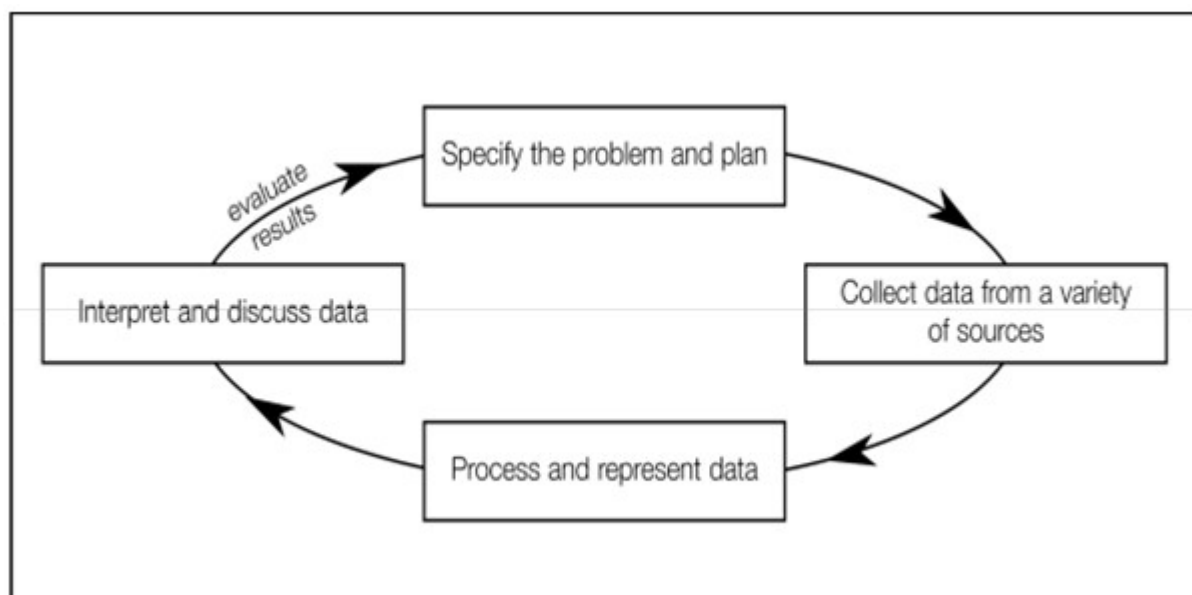 Specify the problem and plan
evaluate
results
Interpret and discuss data
Collect data from a variety
of sources
Process and represent data